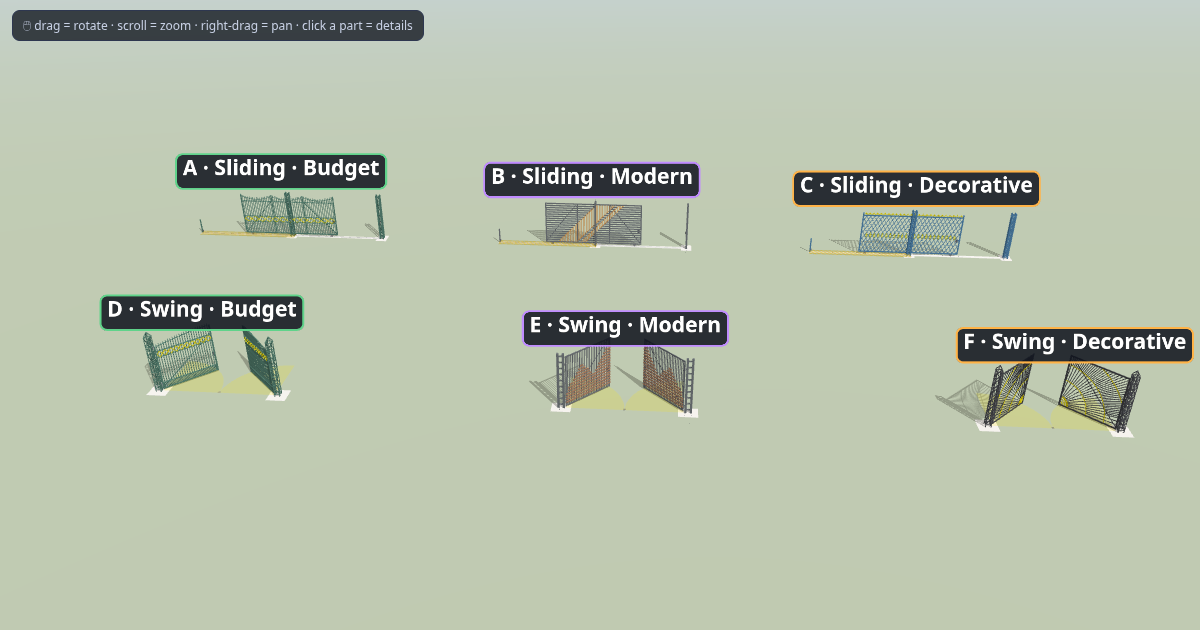 drag = rotate · scroll = zoom · right-drag = pan · click a part = details
A · Sliding · Budget
B · Sliding · Modern
C · Sliding · Decorative
D · Swing · Budget
E · Swing · Modern
F · Swing · Decorative